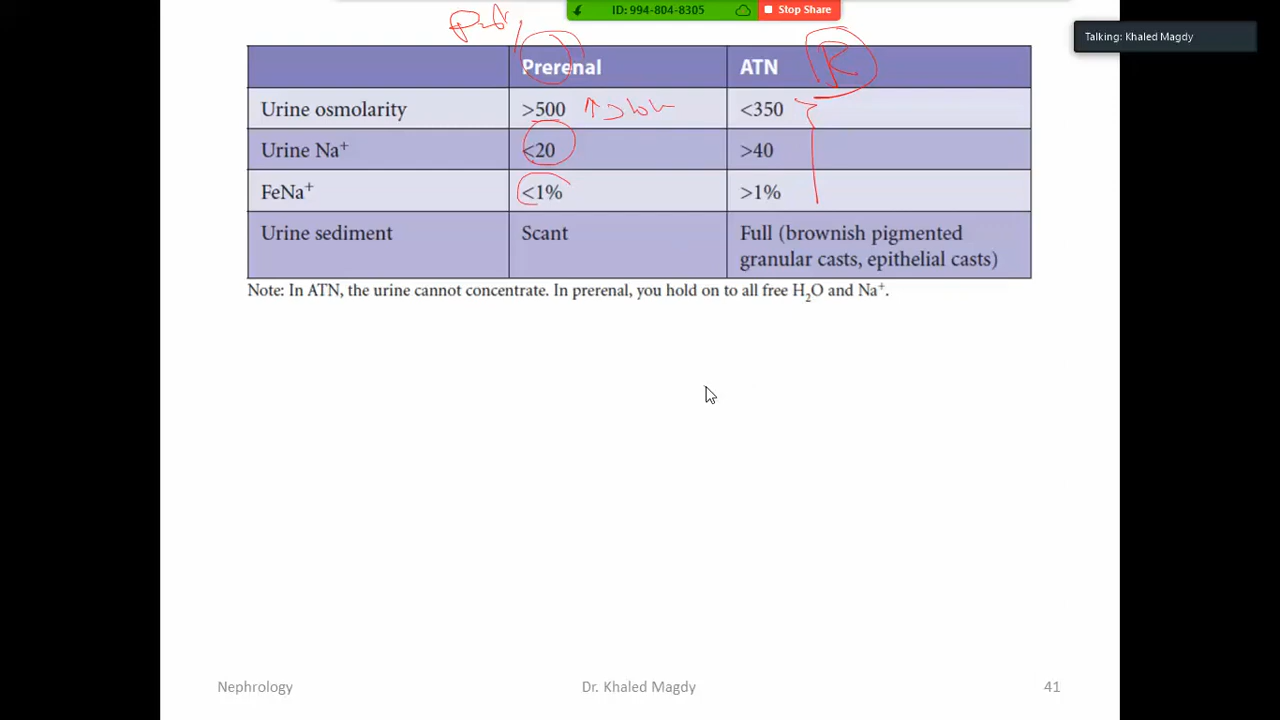 ID: 994-804-8305 Stop Share
Talking: Khaled Magdy
Prerenal ATN R
Urine osmolarity >500 <350
Urine Na+ <20 >40
FeNa+ <1% >1%
Urine sediment Scant Full (brownish pigmented
granular casts, epithelial casts)
Note: In ATN, the urine cannot concentrate. In prerenal, you hold on to all free H₂O and Na+.
Nephrology Dr. Khaled Magdy 41